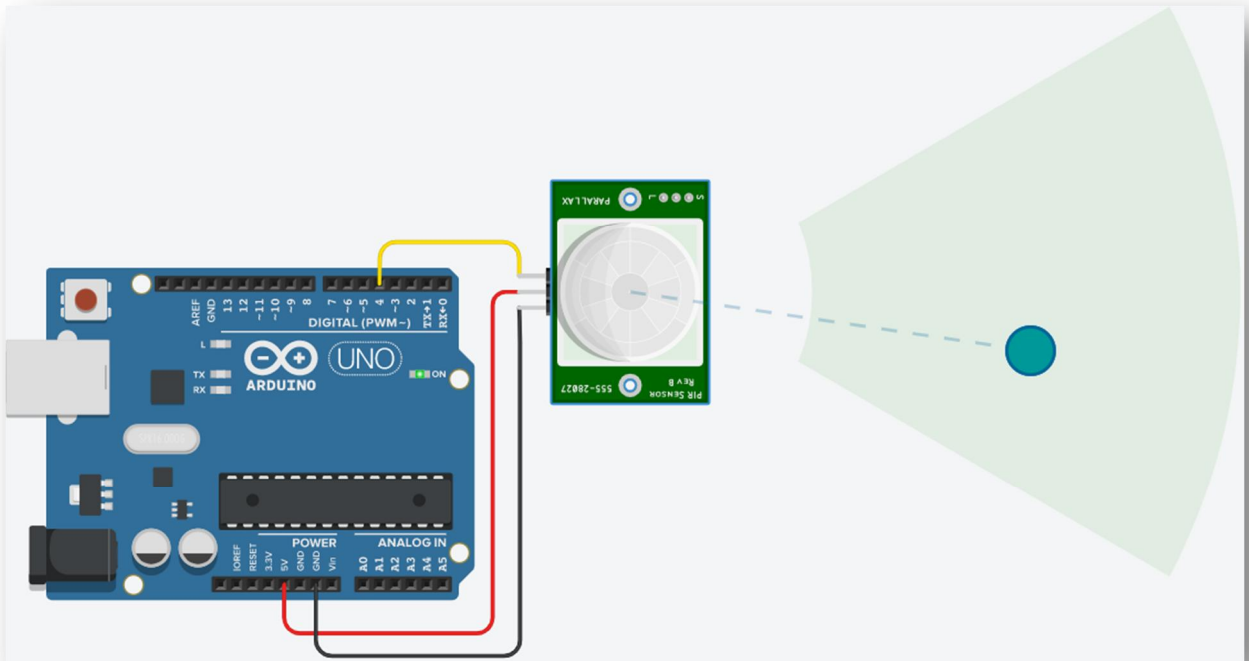 PARALLAX
S
L
555-28027
PIR SENSOR
REV B
AREF
GND
13
12
~11
~10
~9
8
7
~6
~5
4
~3
2
TX→1
RX←0
DIGITAL (PWM~)
L
TX
RX
UNO
ARDUINO
ON
POWER
ANALOG IN
IOREF
RESET
3.3V
5V
GND
GND
Vin
A0
A1
A2
A3
A4
A5